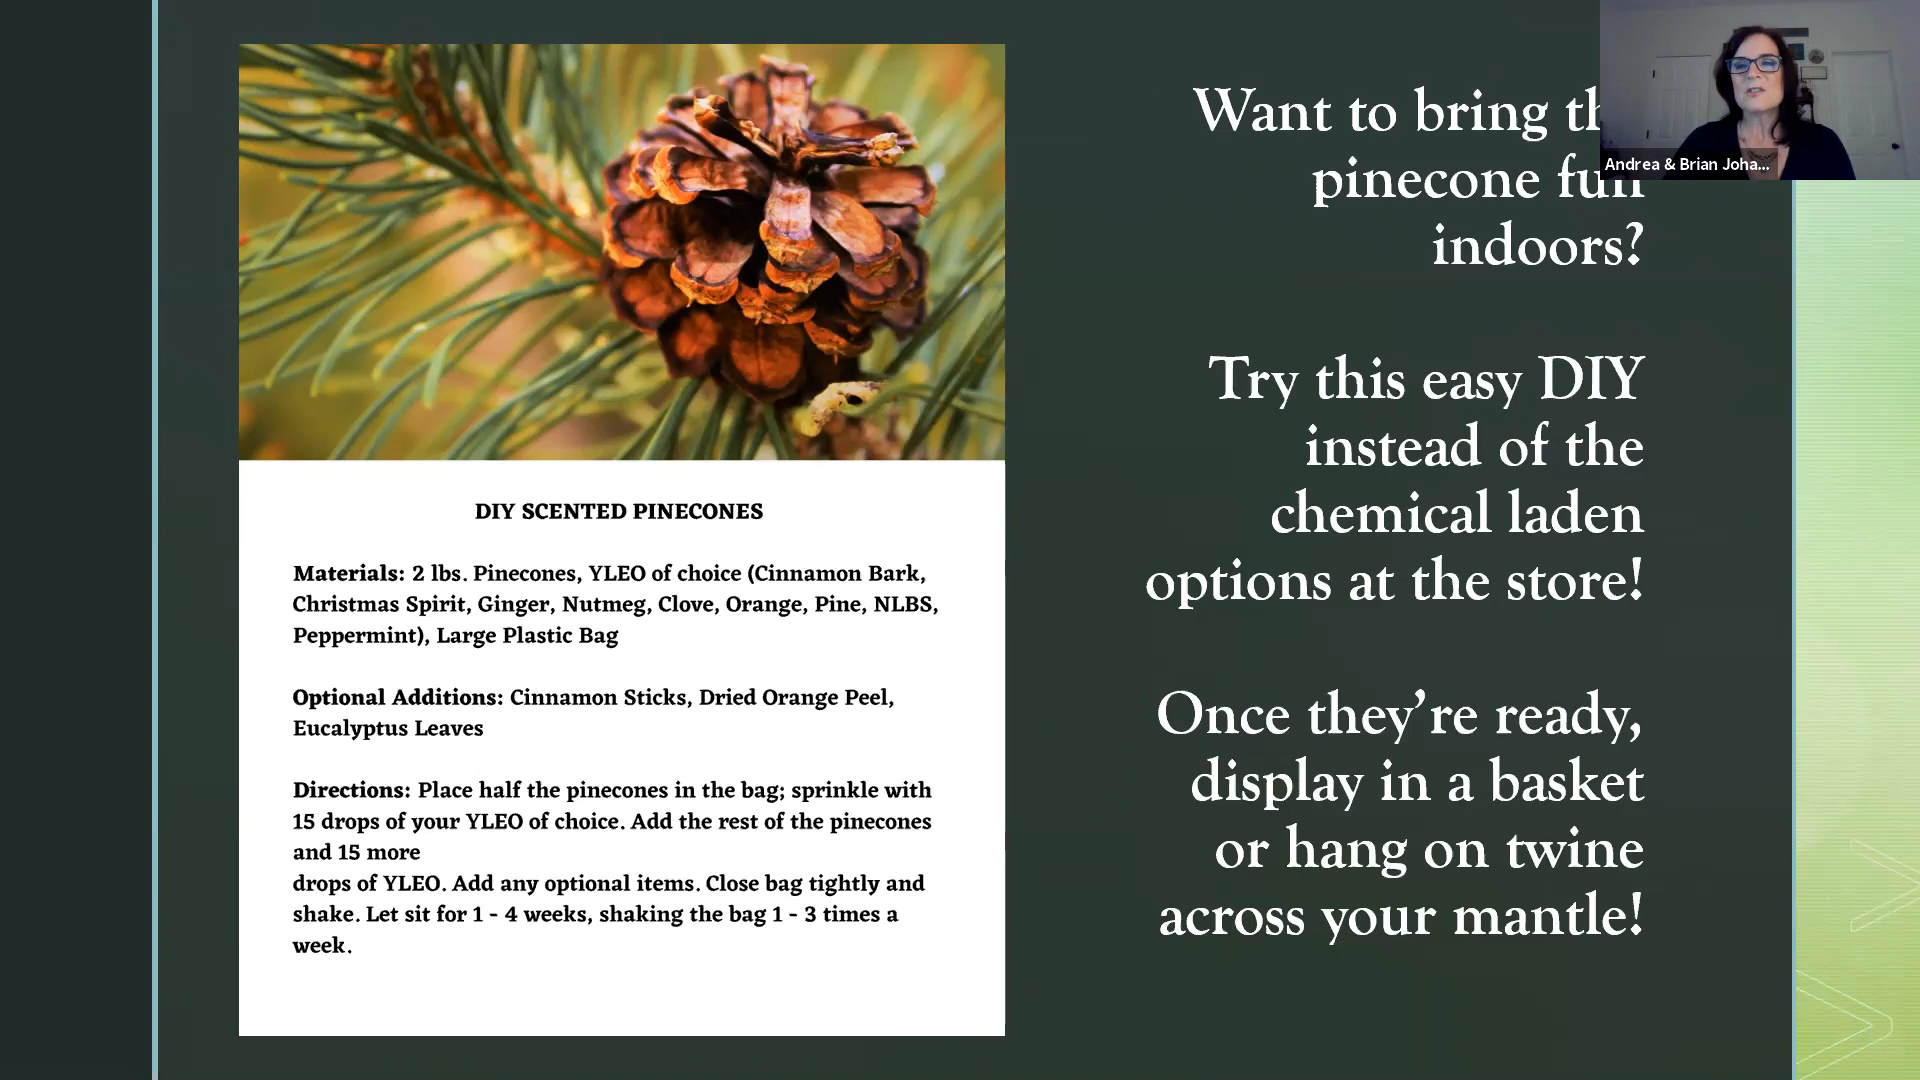 DIY SCENTED PINECONES
Materials: 2 lbs. Pinecones, YLEO of choice (Cinnamon Bark,
Christmas Spirit, Ginger, Nutmeg, Clove, Orange, Pine, NLBS,
Peppermint), Large Plastic Bag
Optional Additions: Cinnamon Sticks, Dried Orange Peel,
Eucalyptus Leaves
Directions: Place half the pinecones in the bag; sprinkle with
15 drops of your YLEO of choice. Add the rest of the pinecones
and 15 more
drops of YLEO. Add any optional items. Close bag tightly and
shake. Let sit for 1 - 4 weeks, shaking the bag 1 - 3 times a
week.
Want to bring
pinecone fun
indoors?
Try this easy DIY
instead of the
chemical laden
options at the store!
Once they’re ready,
display in a basket
or hang on twine
across your mantle!
Andrea & Brian Joha...